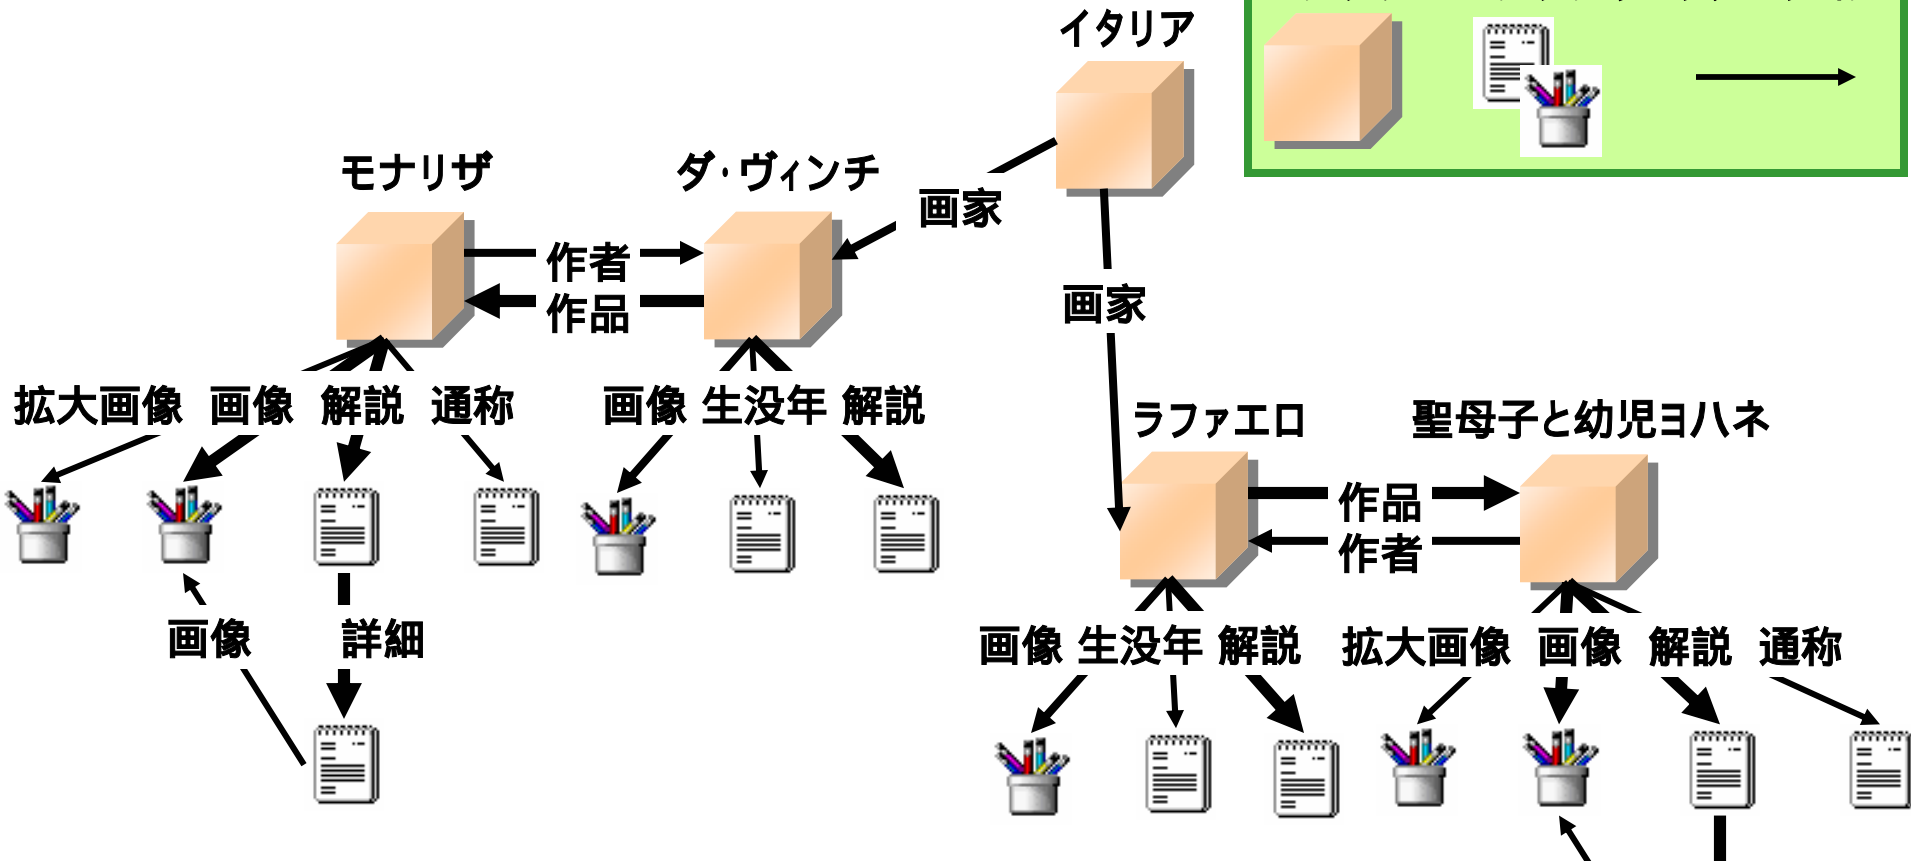 イタリア
モナリザ
ダ・ヴィンチ
画家
作者
作品
画家
拡大画像 画像 解説 通称
画像 生没年 解説
ラファエロ
聖母子と幼児ヨハネ
作品
作者
画像 詳細
画像 生没年 解説
拡大画像 画像 解説 通称